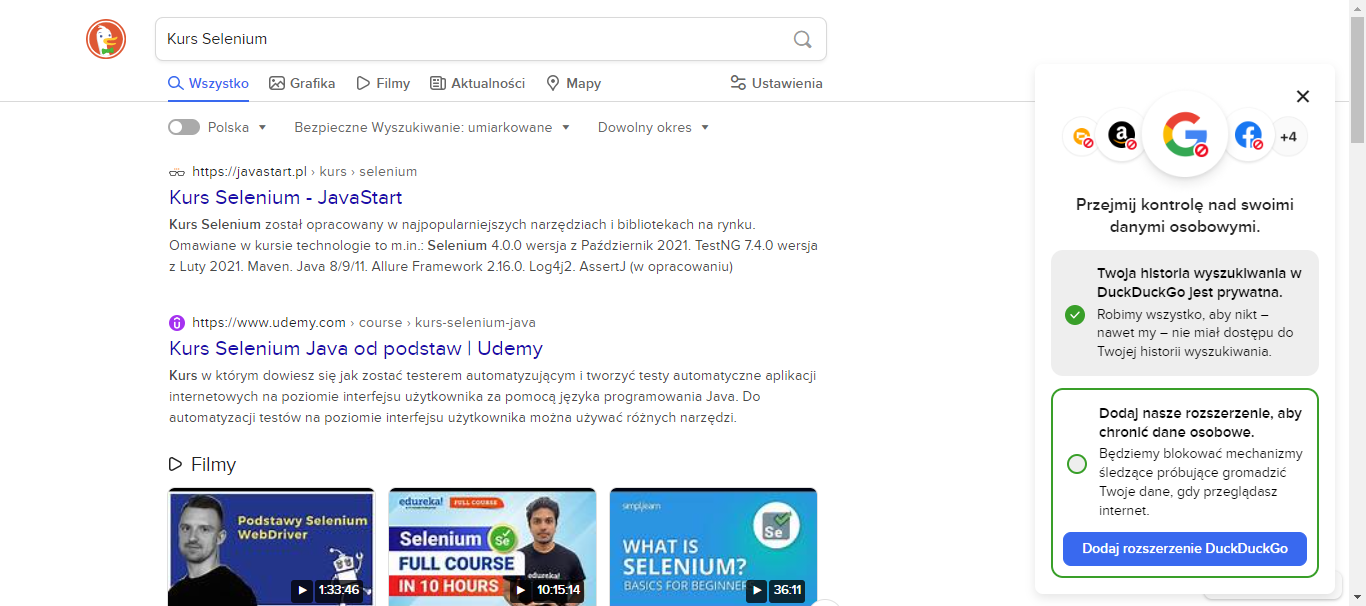 Kurs Selenium
Wszystko Grafika Filmy Aktualności Mapy Ustawienia
Polska Bezpieczne Wyszukiwanie: umiarkowane Dowolny okres
https://javastart.pl › kurs › selenium
Kurs Selenium - JavaStart
Kurs Selenium został opracowany w najpopularniejszych narzędziach i bibliotekach na rynku.
Omawiane w kursie technologie to m.in.: Selenium 4.0.0 wersja z Październik 2021. TestNG 7.4.0 wersja
z Luty 2021. Maven. Java 8/9/11. Allure Framework 2.16.0. Log4j2. AssertJ (w opracowaniu)
https://www.udemy.com › course › kurs-selenium-java
Kurs Selenium Java od podstaw | Udemy
Kurs w którym dowiesz się jak zostać testerem automatyzującym i tworzyć testy automatyczne aplikacji
internetowych na poziomie interfejsu użytkownika za pomocą języka programowania Java. Do
automatyzacji testów na poziomie interfejsu użytkownika można używać różnych narzędzi.
Filmy
Podstawy Selenium
WebDriver
1:33:46
edureka! FULL COURSE
Selenium Se
FULL COURSE
IN 10 HOURS
edureka!
10:15:14
simplilearn
Se
WHAT IS
SELENIUM?
BASICS FOR BEGINNER
36:11
+4
Przejmij kontrolę nad swoimi
danymi osobowymi.
Twoja historia wyszukiwania w
DuckDuckGo jest prywatna.
Robimy wszystko, aby nikt –
nawet my – nie miał dostępu do
Twojej historii wyszukiwania.
Dodaj nasze rozszerzenie, aby
chronić dane osobowe.
Będziemy blokować mechanizmy
śledzące próbujące gromadzić
Twoje dane, gdy przeglądasz
internet.
Dodaj rozszerzenie DuckDuckGo